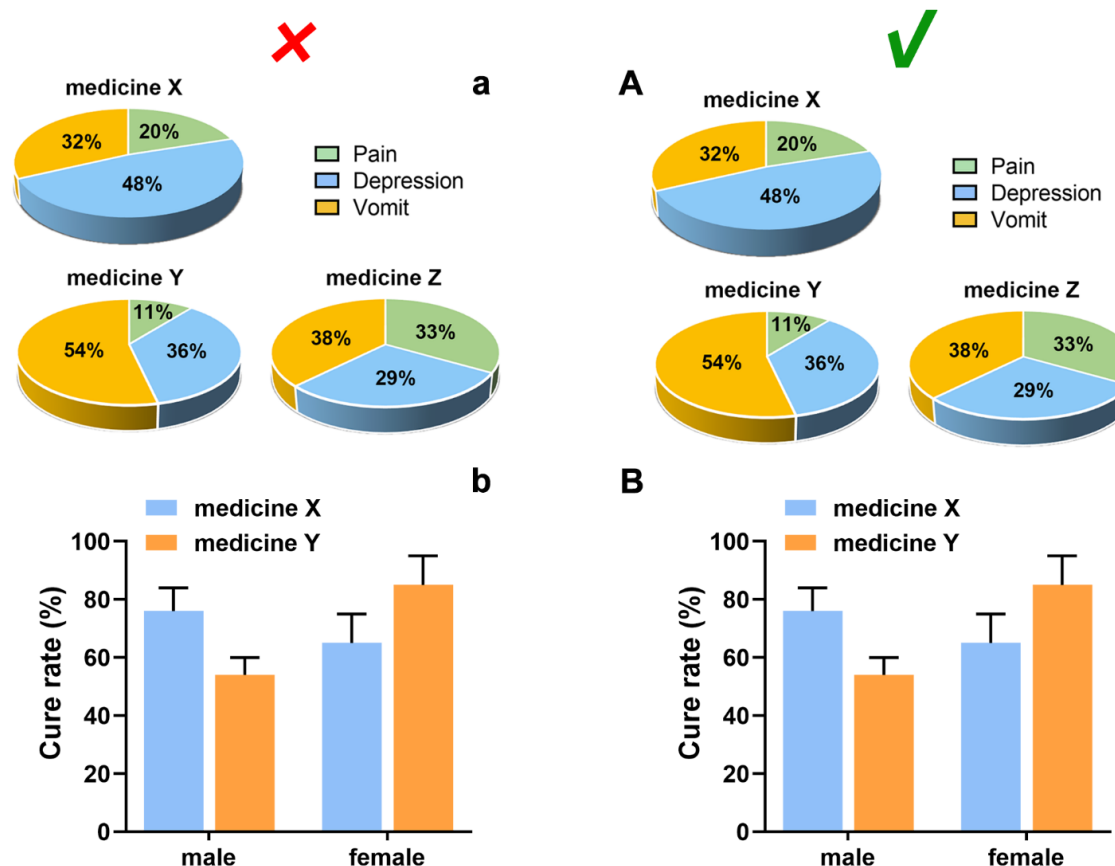 a
medicine X
32%
20%
48%
Pain
Depression
Vomit
medicine Y
11%
54%
36%
medicine Z
38%
33%
29%
b
medicine X
medicine Y
Cure rate (%)
100
80
60
40
20
0
male
female
A
medicine X
32%
20%
48%
Pain
Depression
Vomit
medicine Y
11%
54%
36%
medicine Z
38%
33%
29%
B
medicine X
medicine Y
Cure rate (%)
100
80
60
40
20
0
male
female